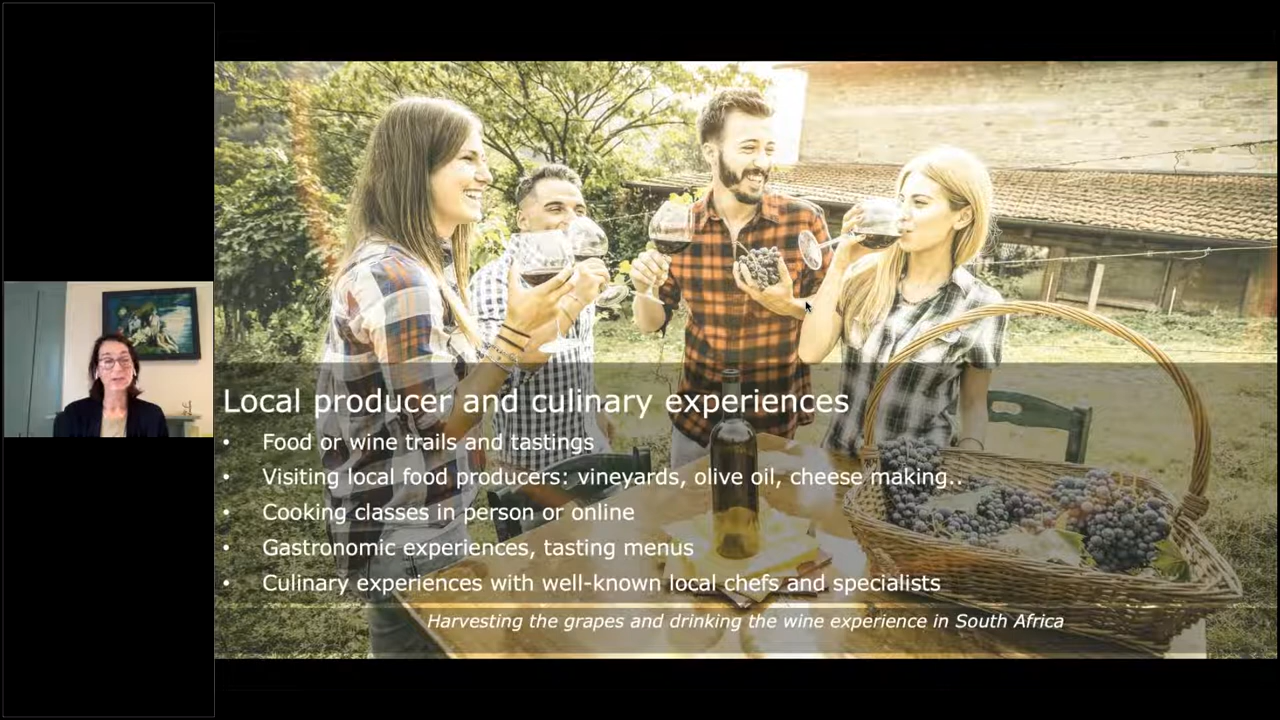 Local producer and culinary experiences
• Food or wine trails and tastings
• Visiting local food producers: vineyards, olive oil, cheese making..
• Cooking classes in person or online
• Gastronomic experiences, tasting menus
• Culinary experiences with well-known local chefs and specialists
Harvesting the grapes and drinking the wine experience in South Africa